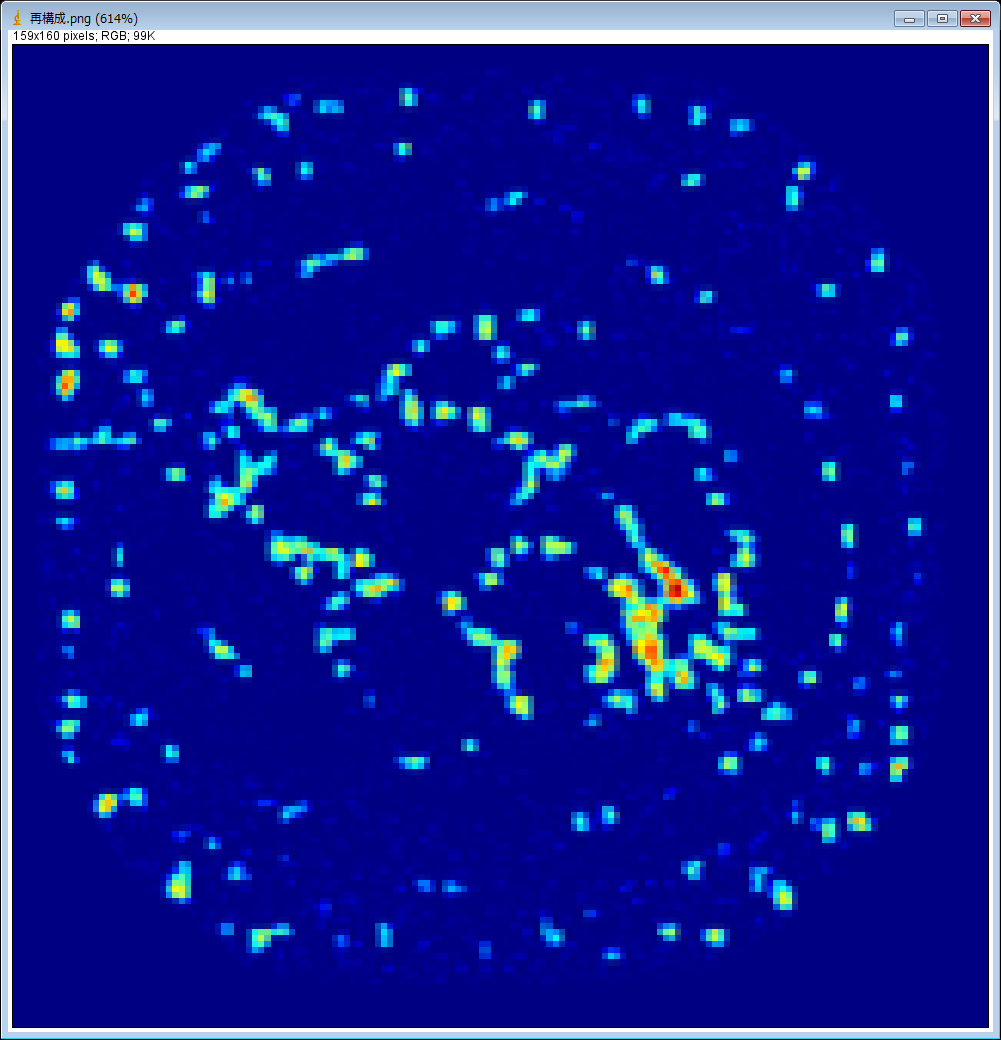 再構成.png (614%)
159x160 pixels; RGB; 99K